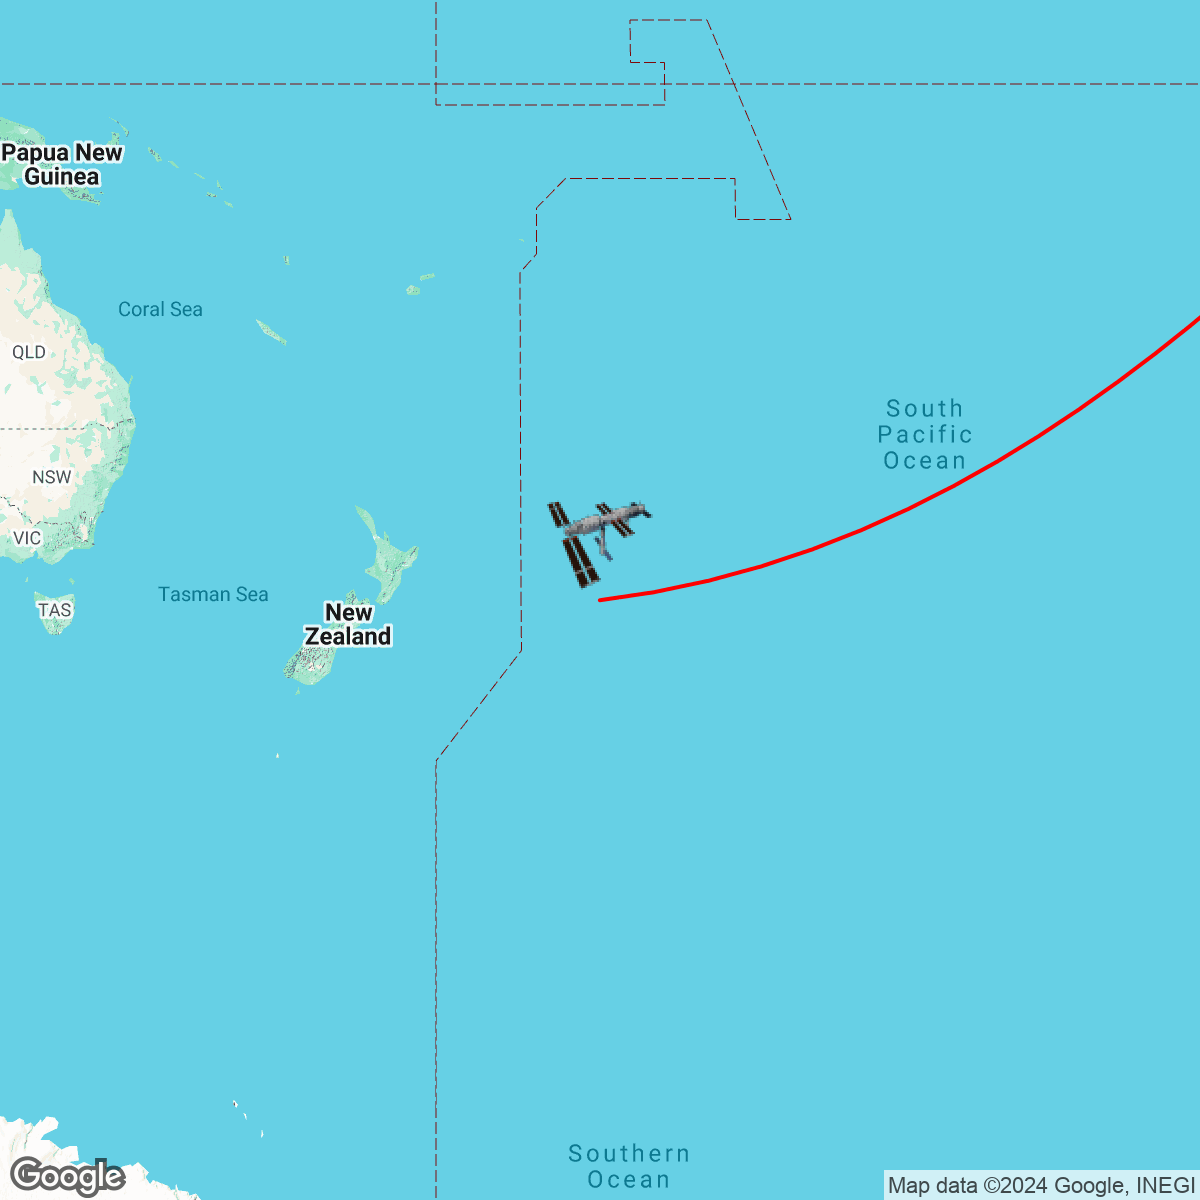 Papua New
Guinea
Coral Sea
QLD
South
Pacific
Ocean
NSW
VIC
Tasman Sea
TAS
New
Zealand
Southern
Ocean
Google
Map data ©2024 Google, INEGI